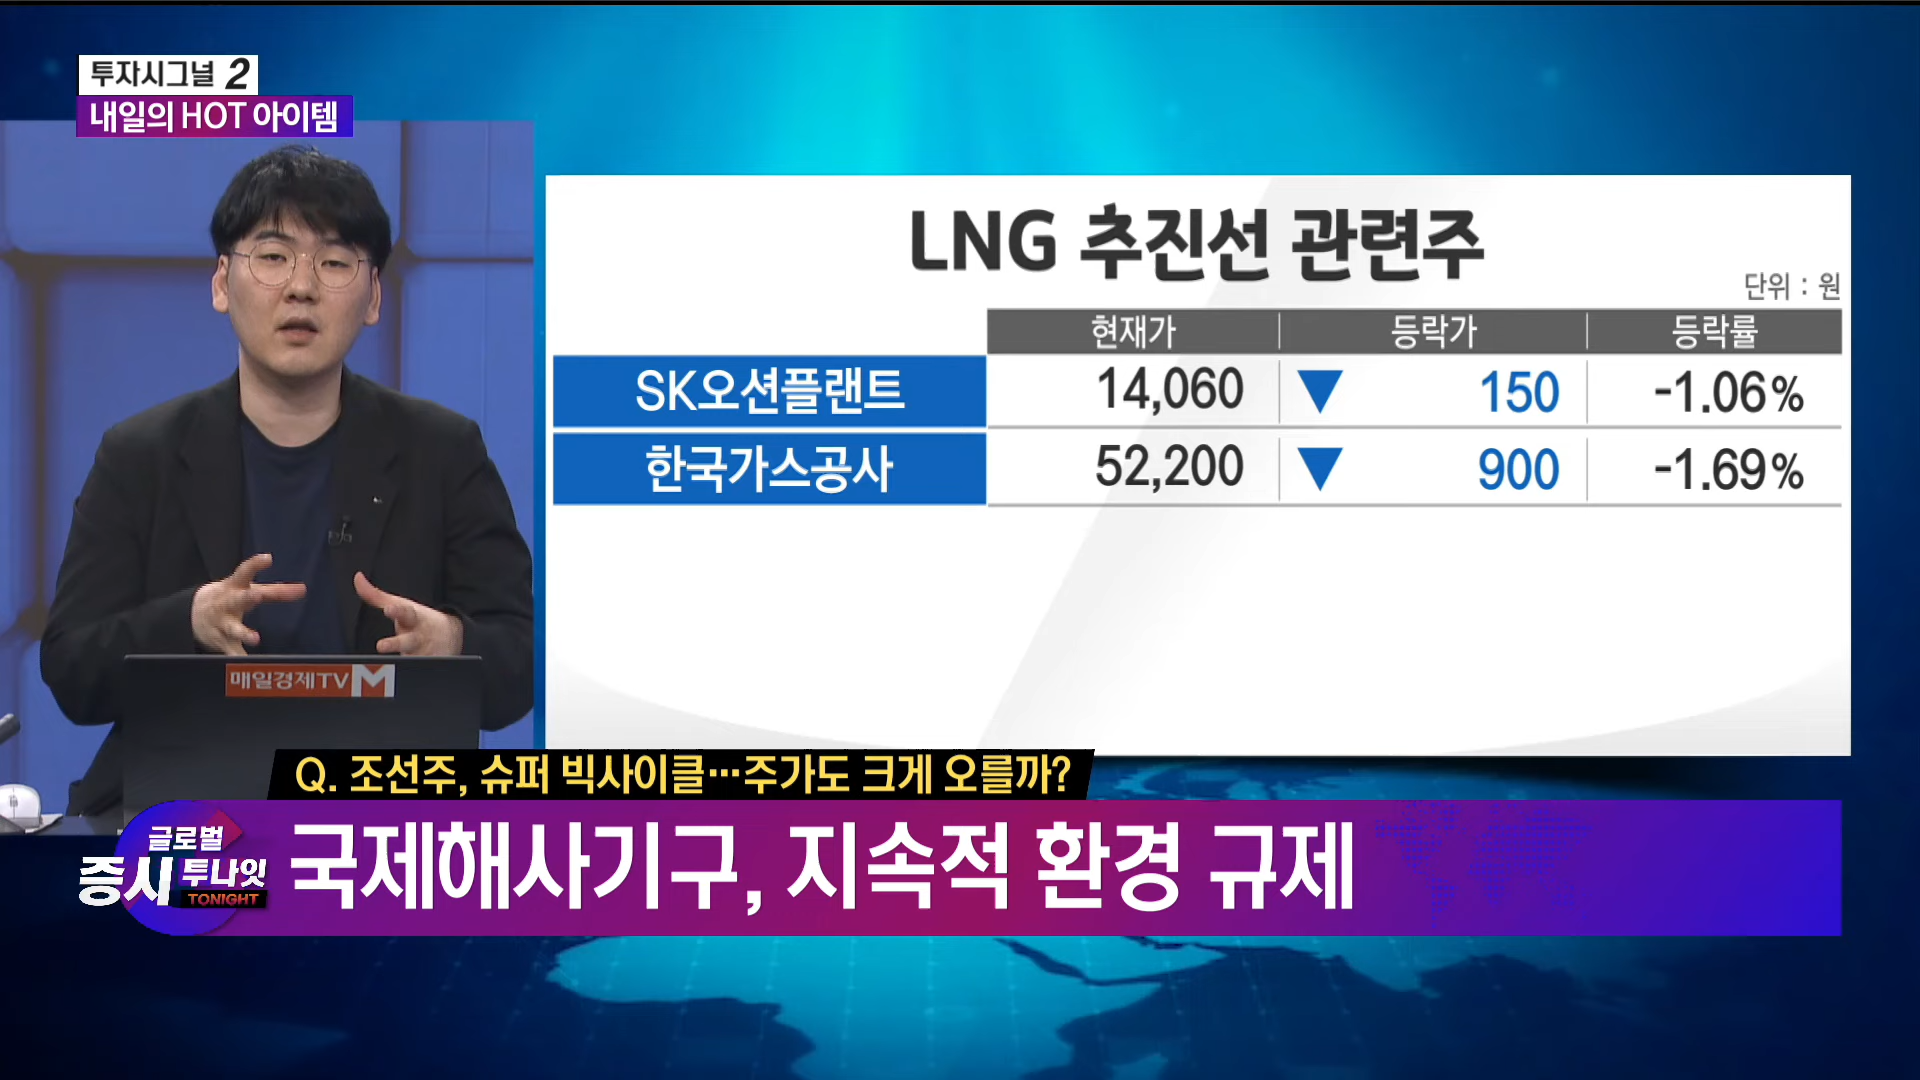 투자시그널 2
내일의 HOT 아이템
LNG 추진선 관련주
단위 : 원
현재가 등락가 등락률
SK오션플랜트 14,060 ▼ 150 -1.06%
한국가스공사 52,200 ▼ 900 -1.69%
매일경제TV M
Q. 조선주, 슈퍼 빅사이클…주가도 크게 오를까?
글로벌
증시 투나잇
TONIGHT
국제해사기구, 지속적 환경 규제